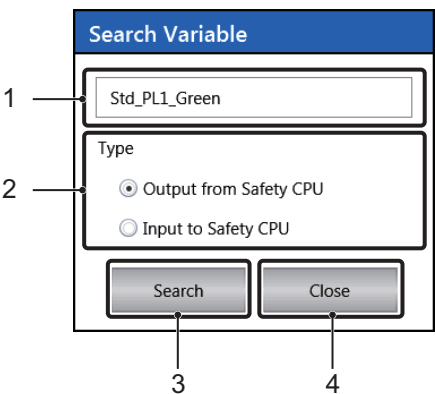 Search Variable
1
Std_PL1_Green
Type
2
Output from Safety CPU
Input to Safety CPU
Search Close
3 4